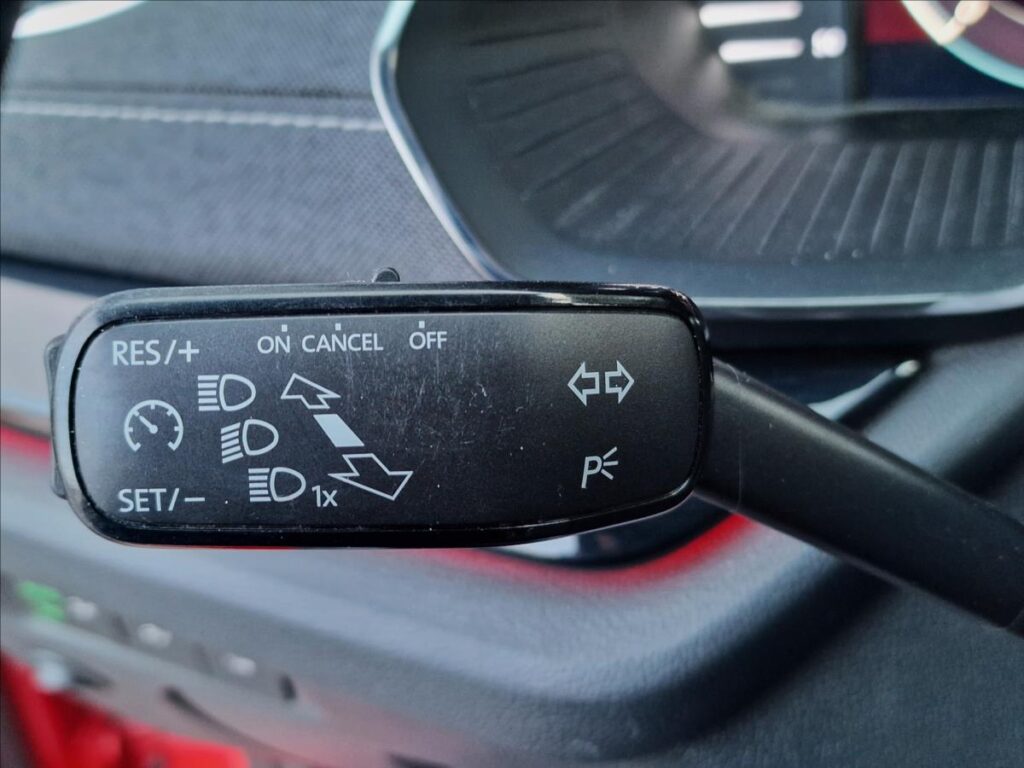 RES/+ ON CANCEL OFF
SET/− 1x
P